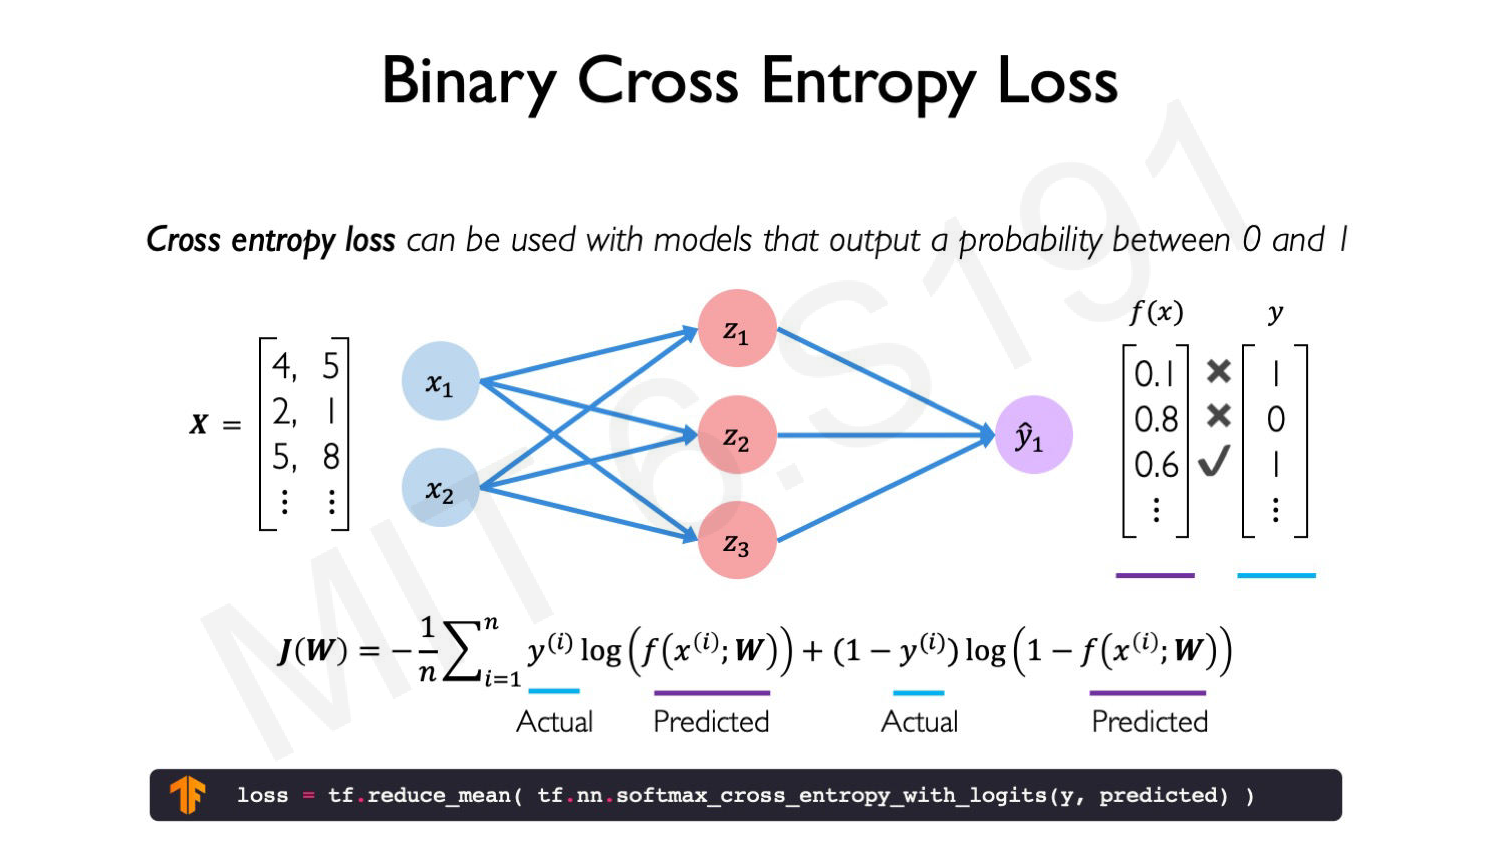 Binary Cross Entropy Loss
Cross entropy loss can be used with models that output a probability between 0 and 1
f(x) y
X =
4, 5
2, 1
5, 8
⋮ ⋮
x₁
x₂
z₁
z₂
z₃
ŷ₁
0.1 ✖ 1
0.8 ✖ 0
0.6 ✓ 1
⋮ ⋮
J(W) = −1/n ∑ⁿᵢ₌₁ y⁽ⁱ⁾ log(f(x⁽ⁱ⁾; W)) + (1 − y⁽ⁱ⁾) log(1 − f(x⁽ⁱ⁾; W))
Actual Predicted Actual Predicted
loss = tf.reduce_mean( tf.nn.softmax_cross_entropy_with_logits(y, predicted) )
MIT 6.S191